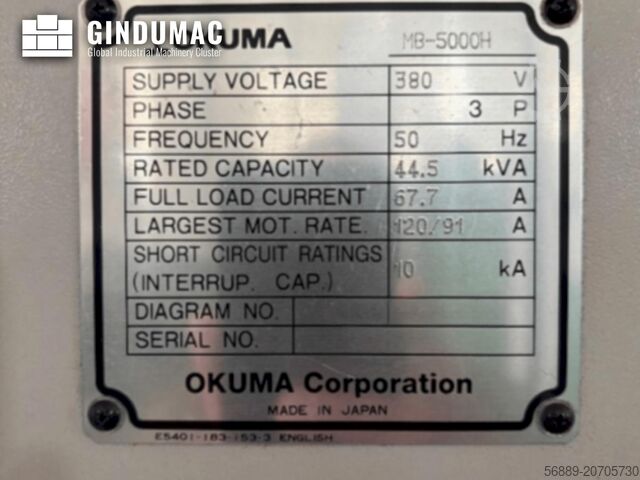 GINDUMAC
Global Industrial Machinery Cluster
OKUMA MB-5000H
SUPPLY VOLTAGE 380 V
PHASE 3 P
FREQUENCY 50 Hz
RATED CAPACITY 44.5 kVA
FULL LOAD CURRENT 67.7 A
LARGEST MOT. RATE. 120/91 A
SHORT CIRCUIT RATINGS
(INTERRUP. CAP.) 10 kA
DIAGRAM NO.
SERIAL NO.
OKUMA Corporation
MADE IN JAPAN
E5401-183-153-3 ENGLISH
56889-20705730